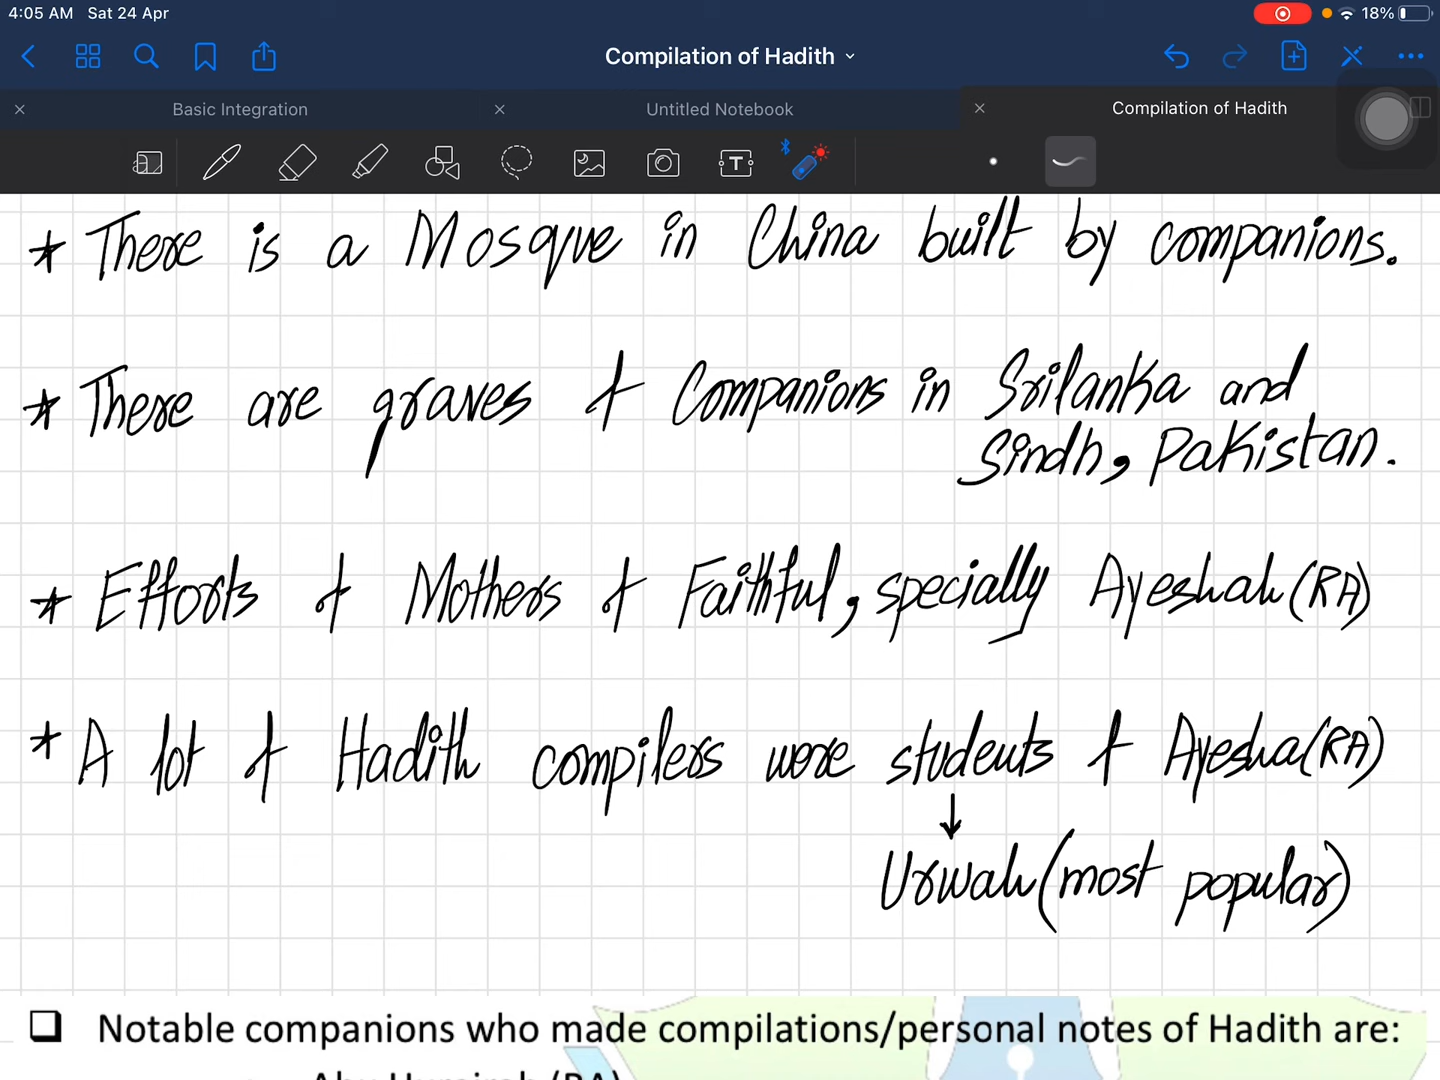 4:05 AM Sat 24 Apr
18%
Compilation of Hadith
Basic Integration
Untitled Notebook
Compilation of Hadith
T
* There is a Mosque in China built by companions.
* There are graves of Companions in Srilanka and
Sindh, Pakistan.
* Efforts of Mothers of Faithful, specially Ayeshah (RA)
* A lot of Hadith compilers were students of Ayesha (RA)
↓
Urwah (most popular)
❑ Notable companions who made compilations/personal notes of Hadith are:
Abu Hurairah (RA)